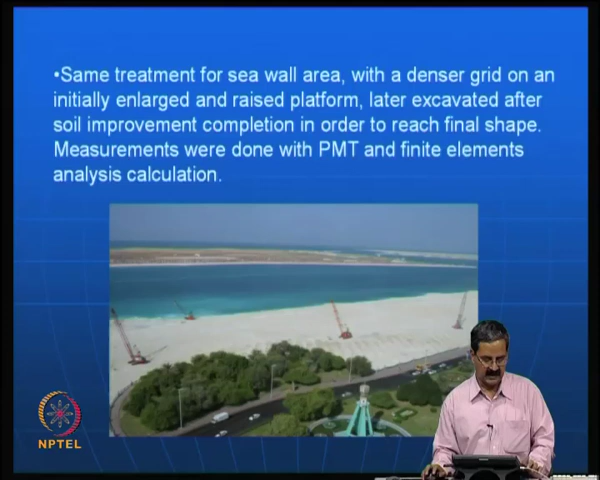 •Same treatment for sea wall area, with a denser grid on an
initially enlarged and raised platform, later excavated after
soil improvement completion in order to reach final shape.
Measurements were done with PMT and finite elements
analysis calculation.
NPTEL